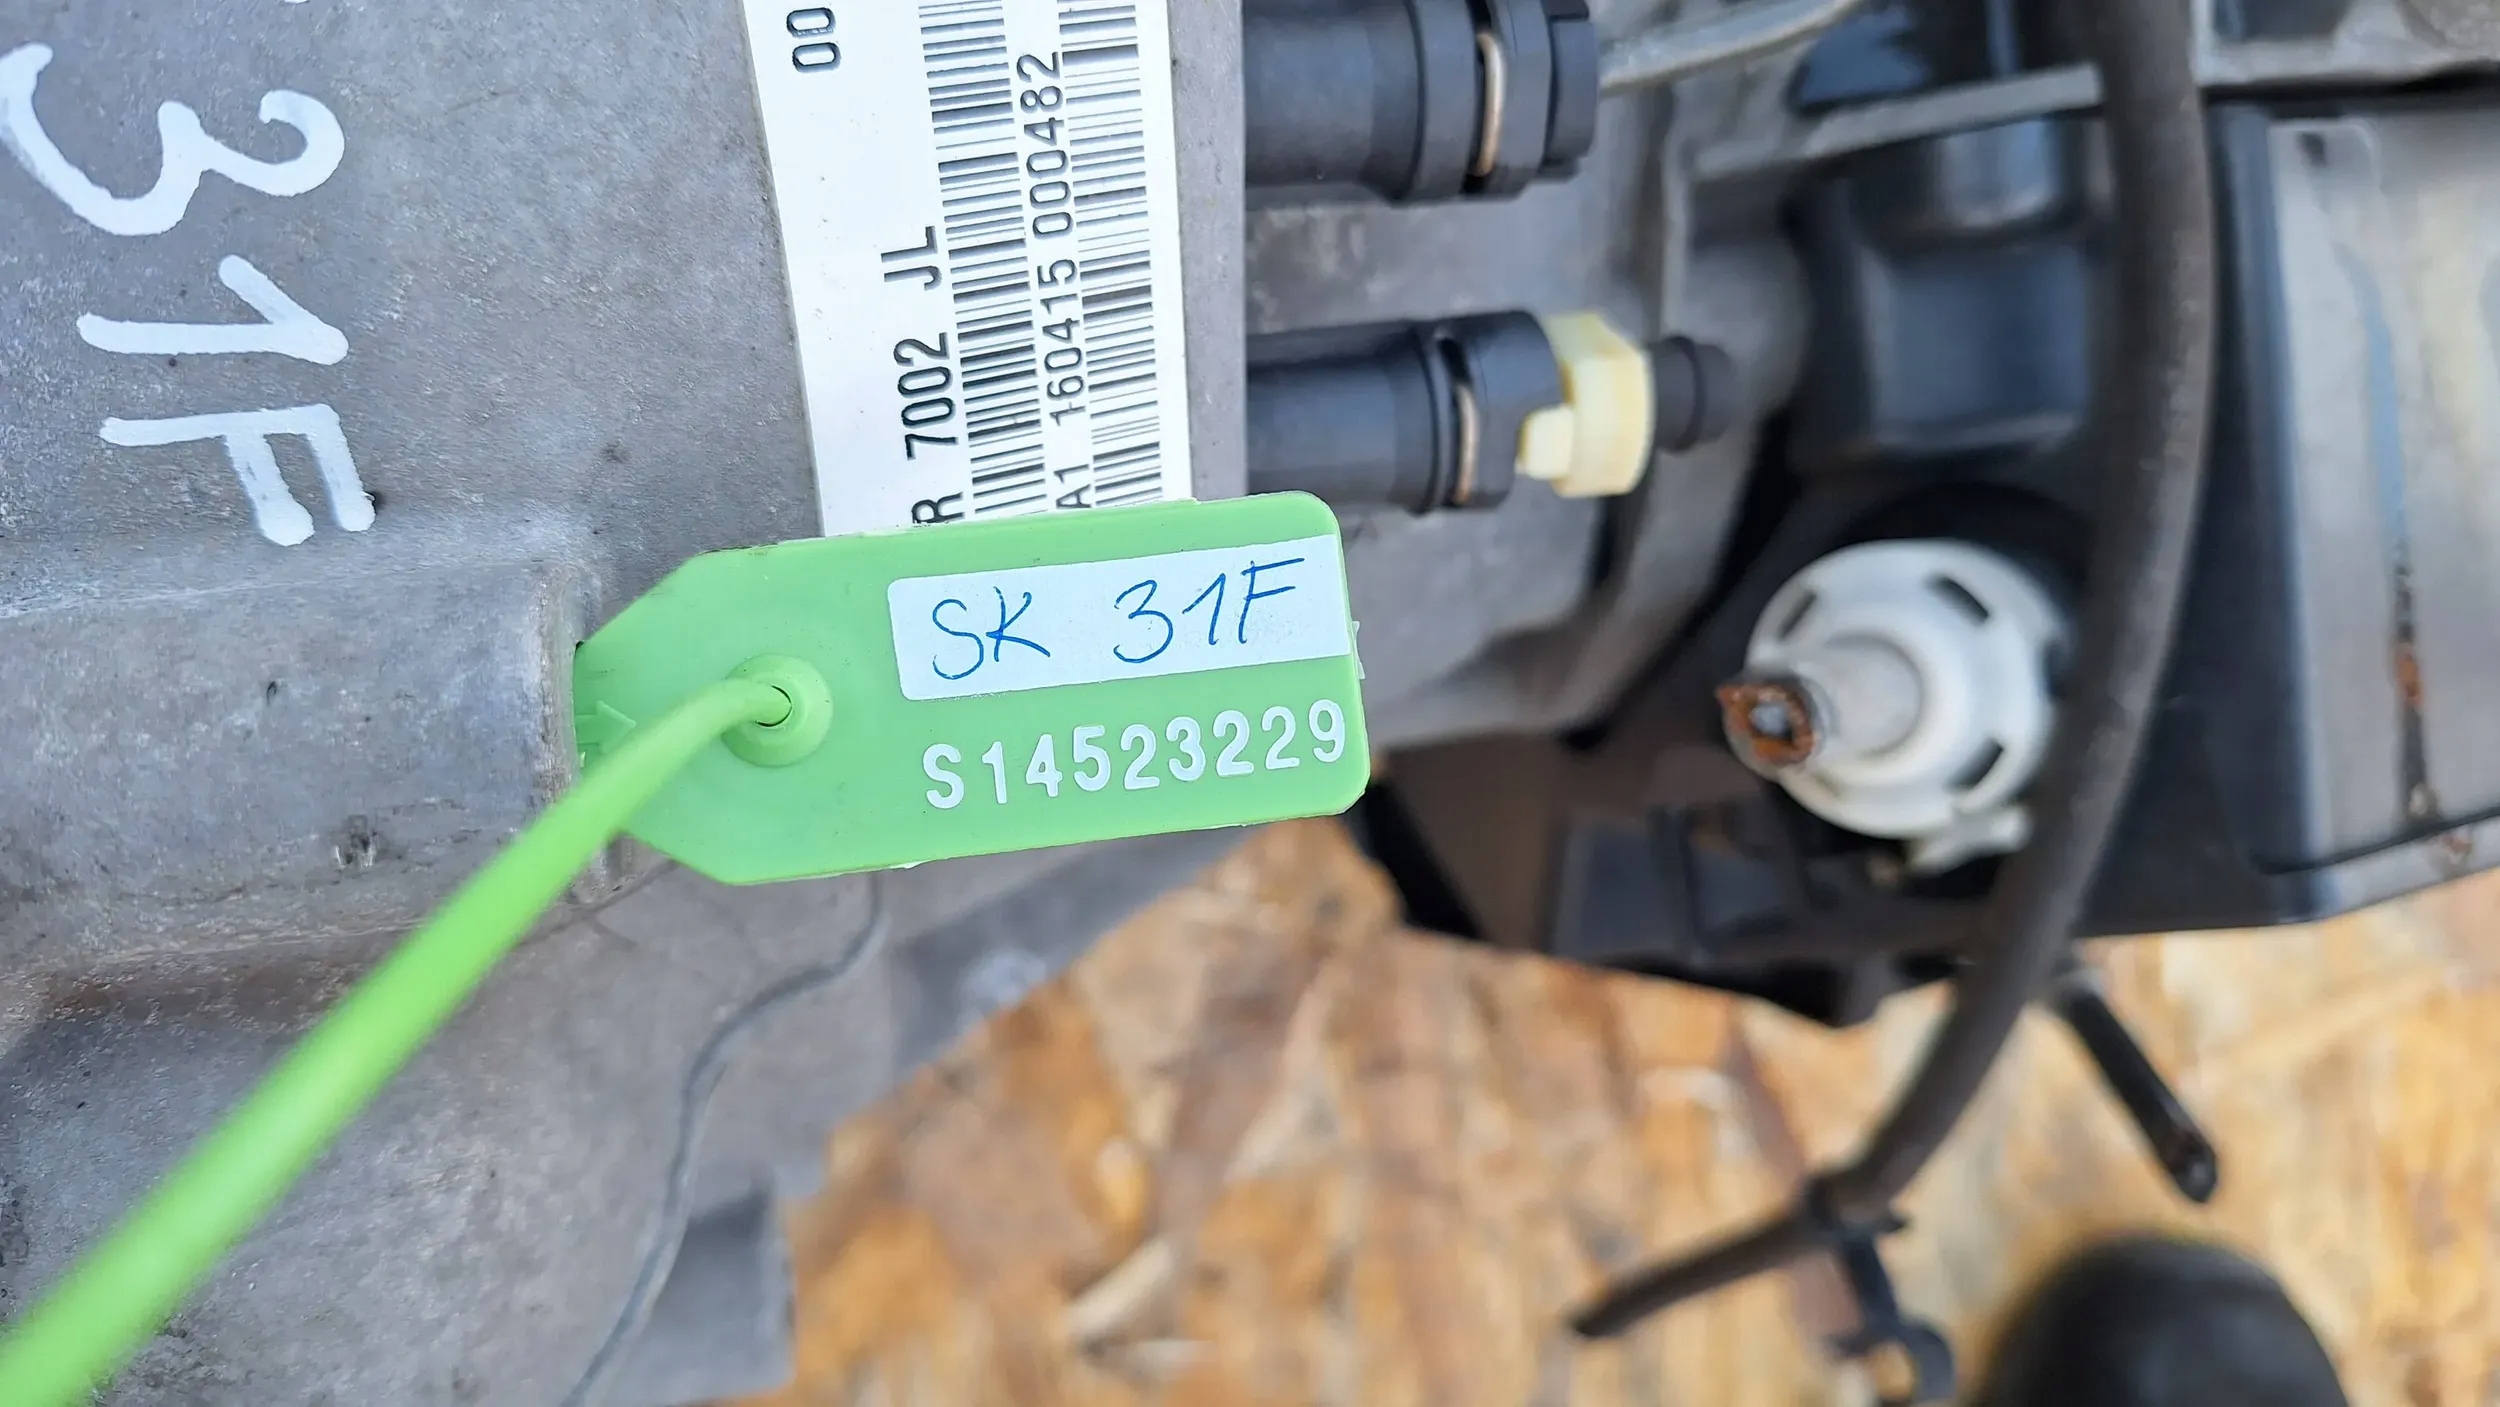 31F
00
R 7002 JL
A1 160415 000482
SK 31F
S14523229